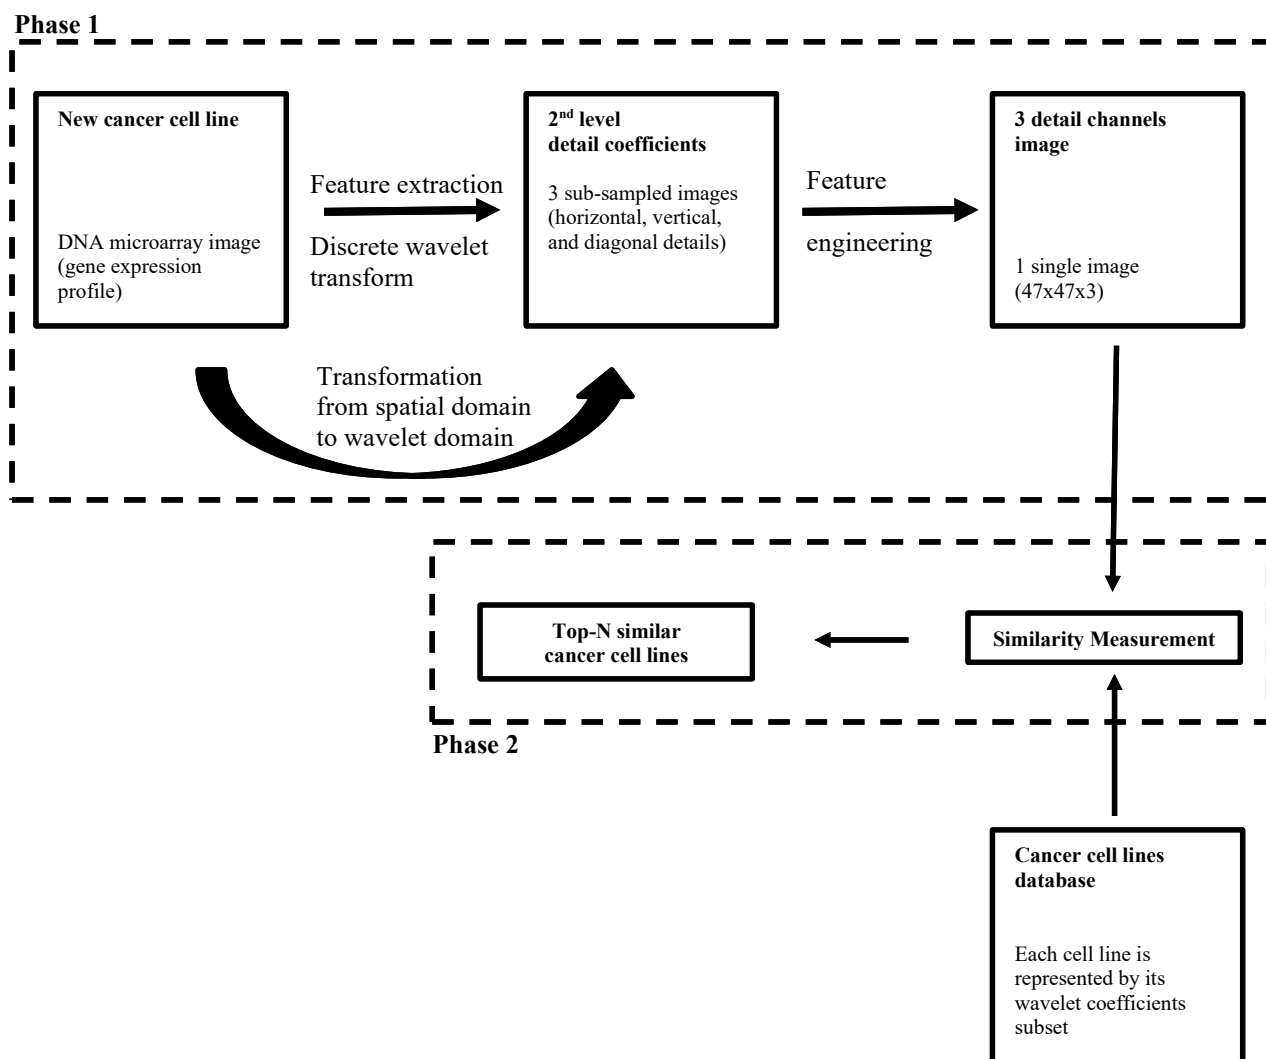 Phase 1
New cancer cell line
DNA microarray image
(gene expression
profile)
Feature extraction
Discrete wavelet
transform
2nd level
detail coefficients
3 sub-sampled images
(horizontal, vertical,
and diagonal details)
Feature
engineering
3 detail channels
image
1 single image
(47x47x3)
Transformation
from spatial domain
to wavelet domain
Top-N similar
cancer cell lines
Similarity Measurement
Phase 2
Cancer cell lines
database
Each cell line is
represented by its
wavelet coefficients
subset